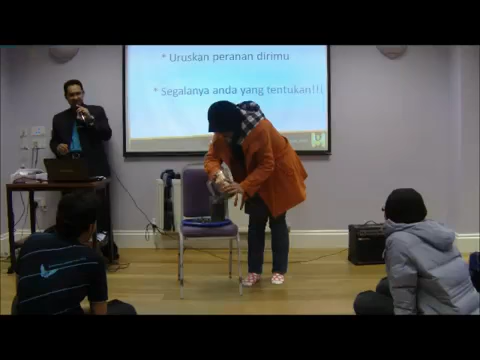 * Uruskan peranan dirimu
* Segalanya anda yang tentukan!!!